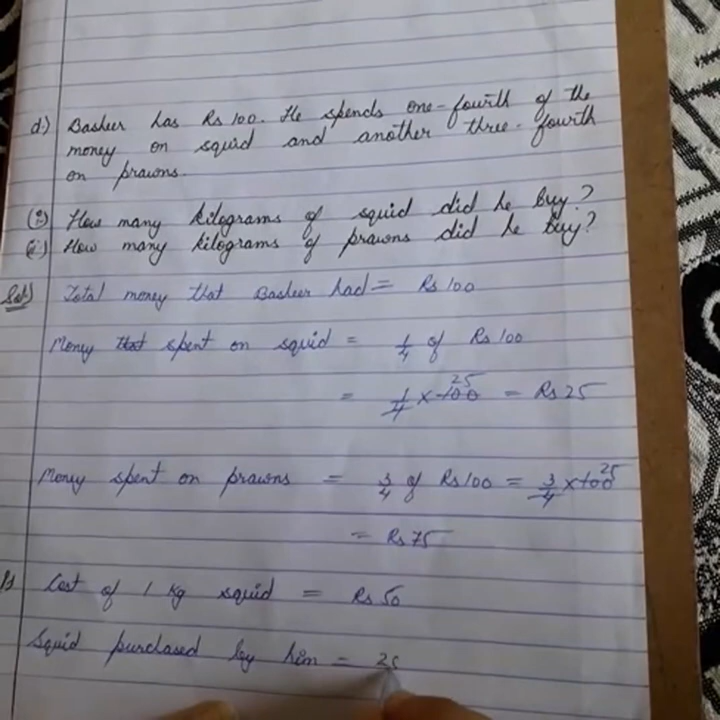 d) Basheer has Rs 100. He spends one-fourth of the
money on squid and another three-fourth
on prawns.
(i) How many kilograms of squid did he buy?
(ii) How many kilograms of prawns did he buy?
Sol) Total money that Basheer had = Rs 100
Money that spent on squid = 1/4 of Rs 100
= 1/4 x 100 25 = Rs 25
Money spent on prawns = 3/4 of Rs 100 = 3/4 x 100 25
= Rs 75
Cost of 1 Kg squid = Rs 50
Squid purchased by him = 25